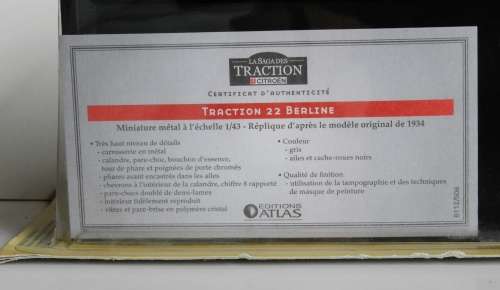 LA SAGA DES
TRACTION
CITROËN
CERTIFICAT D'AUTHENTICITÉ
TRACTION 22 BERLINE
Miniature métal à l'échelle 1/43 - Réplique d'après le modèle original de 1934
• Très haut niveau de détails
- carrosserie en métal
- calandre, pare-choc, bouchon d'essence,
tour de phare et poignées de porte chromés
- phares avant encastrés dans les ailes
- chevrons à l'intérieur de la calandre, chiffre 8 rapporté
- pare-chocs doublé de demi-lames
- intérieur fidèlement reproduit
- vitres et pare-brise en polymère cristal
• Couleur
- gris
- ailes et cache-roues noirs
• Qualité de finition
- utilisation de la tampographie et des techniques
de masque de peinture
EDITIONS
ATLAS